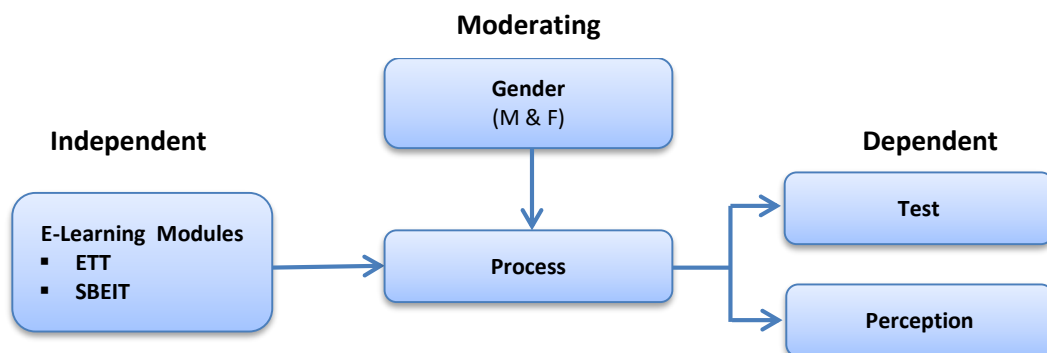 Moderating
Gender
(M & F)
Independent
Dependent
E-Learning Modules
▪ ETT
▪ SBEIT
Process
Test
Perception